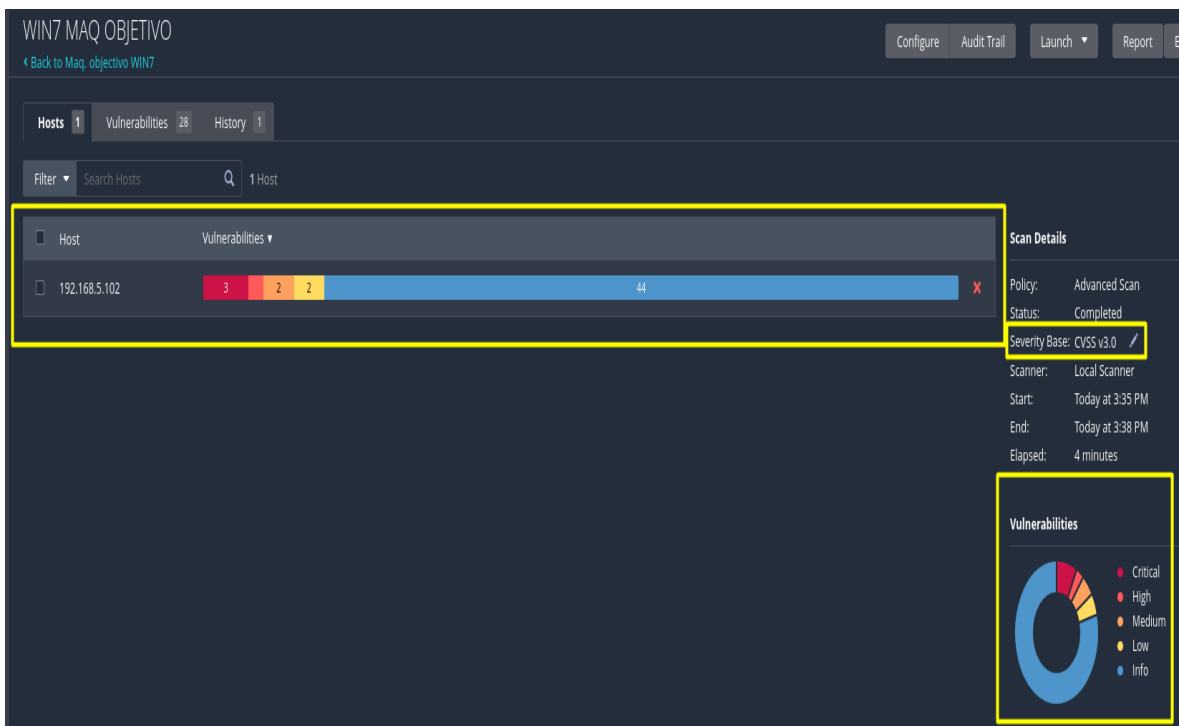 WIN7 MAQ OBJETIVO
Configure Audit Trail Launch Report
Back to Maq. objectivo WIN7
Hosts 1 Vulnerabilities 28 History 1
Filter Search Hosts 1 Host
Host Vulnerabilities
192.168.5.102 3 2 2 44
Scan Details
Policy: Advanced Scan
Status: Completed
Severity Base: CVSS v3.0
Scanner: Local Scanner
Start: Today at 3:35 PM
End: Today at 3:38 PM
Elapsed: 4 minutes
Vulnerabilities
Critical
High
Medium
Low
Info